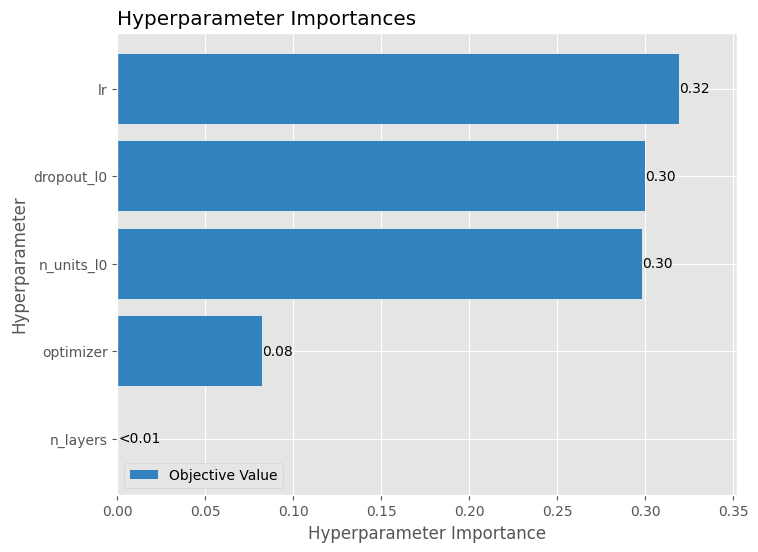 Hyperparameter Importances
Hyperparameter
lr
0.32
dropout_l0
0.30
n_units_l0
0.30
optimizer
0.08
n_layers
<0.01
Objective Value
0.00 0.05 0.10 0.15 0.20 0.25 0.30 0.35
Hyperparameter Importance